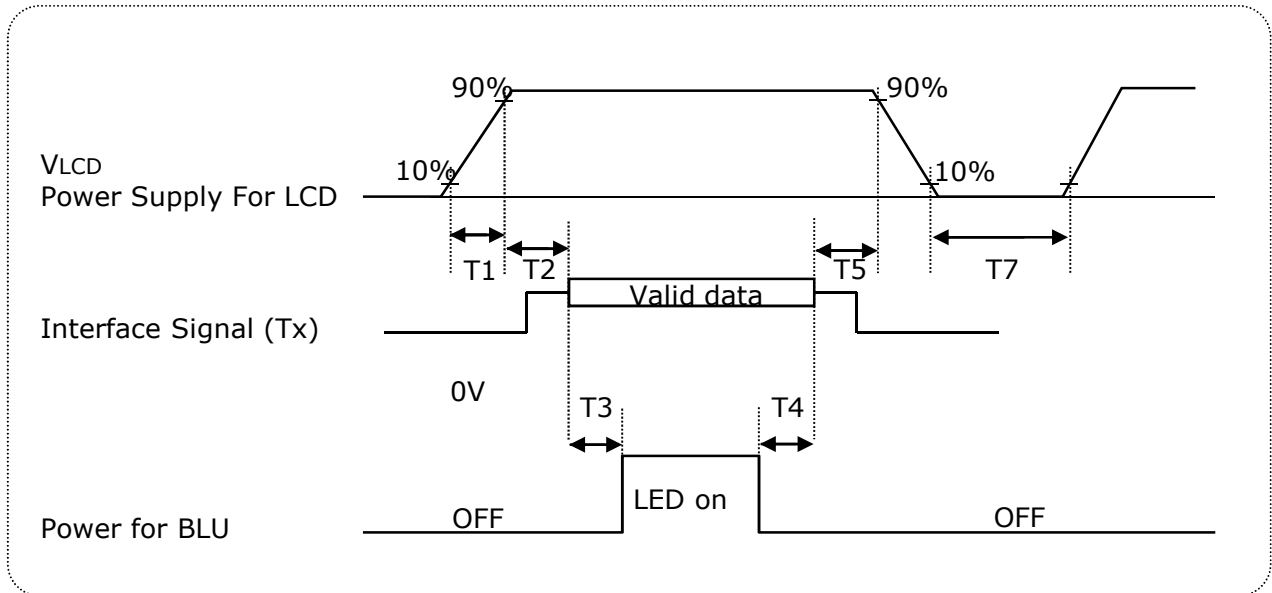 90%
90%
VLCD
10%
10%
Power Supply For LCD
T1
T2
T5
T7
Valid data
Interface Signal (Tx)
0V
T3
T4
LED on
Power for BLU
OFF
OFF